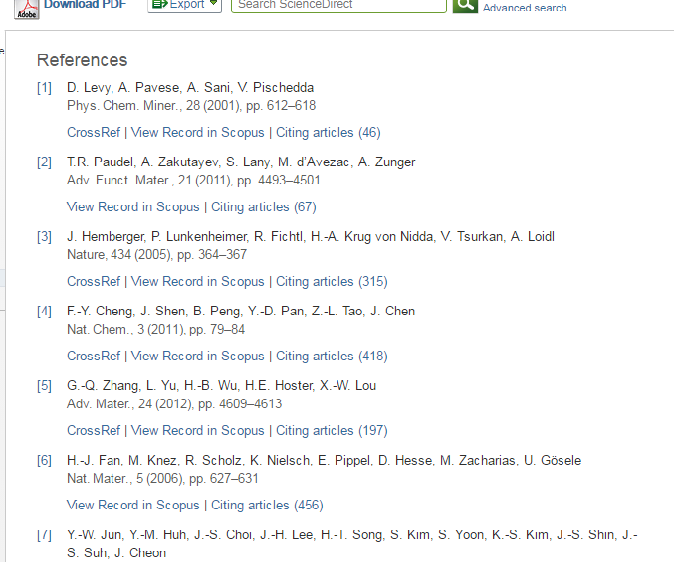 Adobe
Download PDF
Export
Search ScienceDirect
Advanced search
References
[1] D. Levy, A. Pavese, A. Sani, V. Pischedda
Phys. Chem. Miner., 28 (2001), pp. 612–618
CrossRef | View Record in Scopus | Citing articles (46)
[2] T.R. Paudel, A. Zakutayev, S. Lany, M. d'Avezac, A. Zunger
Adv. Funct. Mater., 21 (2011), pp. 4493–4501
View Record in Scopus | Citing articles (67)
[3] J. Hemberger, P. Lunkenheimer, R. Fichtl, H.-A. Krug von Nidda, V. Tsurkan, A. Loidl
Nature, 434 (2005), pp. 364–367
CrossRef | View Record in Scopus | Citing articles (315)
[4] F.-Y. Cheng, J. Shen, B. Peng, Y.-D. Pan, Z.-L. Tao, J. Chen
Nat. Chem., 3 (2011), pp. 79–84
CrossRef | View Record in Scopus | Citing articles (418)
[5] G.-Q. Zhang, L. Yu, H.-B. Wu, H.E. Hoster, X.-W. Lou
Adv. Mater., 24 (2012), pp. 4609–4613
CrossRef | View Record in Scopus | Citing articles (197)
[6] H.-J. Fan, M. Knez, R. Scholz, K. Nielsch, E. Pippel, D. Hesse, M. Zacharias, U. Gösele
Nat. Mater., 5 (2006), pp. 627–631
View Record in Scopus | Citing articles (456)
[7] Y.-W. Jun, Y.-M. Huh, J.-S. Choi, J.-H. Lee, H.-T. Song, S. Kim, S. Yoon, K.-S. Kim, J.-S. Shin, J.-
S. Suh, J. Cheon